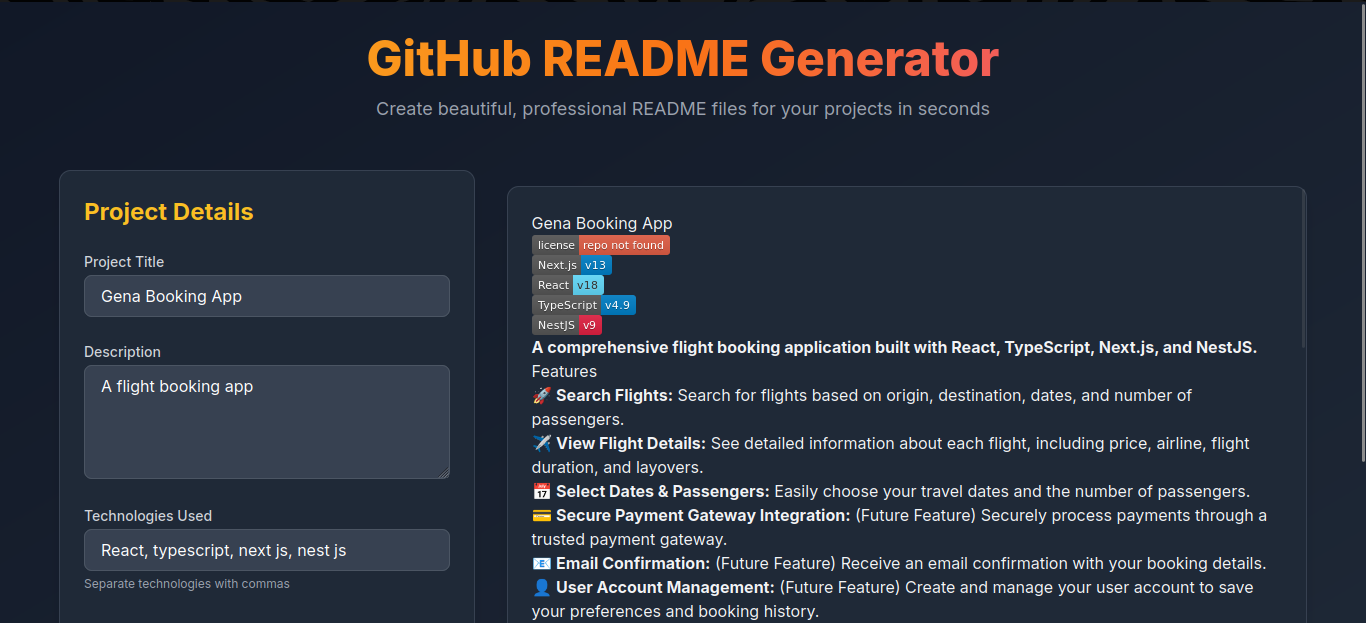 GitHub README Generator
Create beautiful, professional README files for your projects in seconds
Project Details
Project Title
Gena Booking App
Description
A flight booking app
Technologies Used
React, typescript, next js, nest js
Separate technologies with commas
Gena Booking App
license repo not found
Next.js v13
React v18
TypeScript v4.9
NestJS v9
A comprehensive flight booking application built with React, TypeScript, Next.js, and NestJS.
Features
🚀 Search Flights: Search for flights based on origin, destination, dates, and number of
passengers.
✈️ View Flight Details: See detailed information about each flight, including price, airline, flight
duration, and layovers.
📅 Select Dates & Passengers: Easily choose your travel dates and the number of passengers.
💳 Secure Payment Gateway Integration: (Future Feature) Securely process payments through a
trusted payment gateway.
📧 Email Confirmation: (Future Feature) Receive an email confirmation with your booking details.
👤 User Account Management: (Future Feature) Create and manage your user account to save
your preferences and booking history.